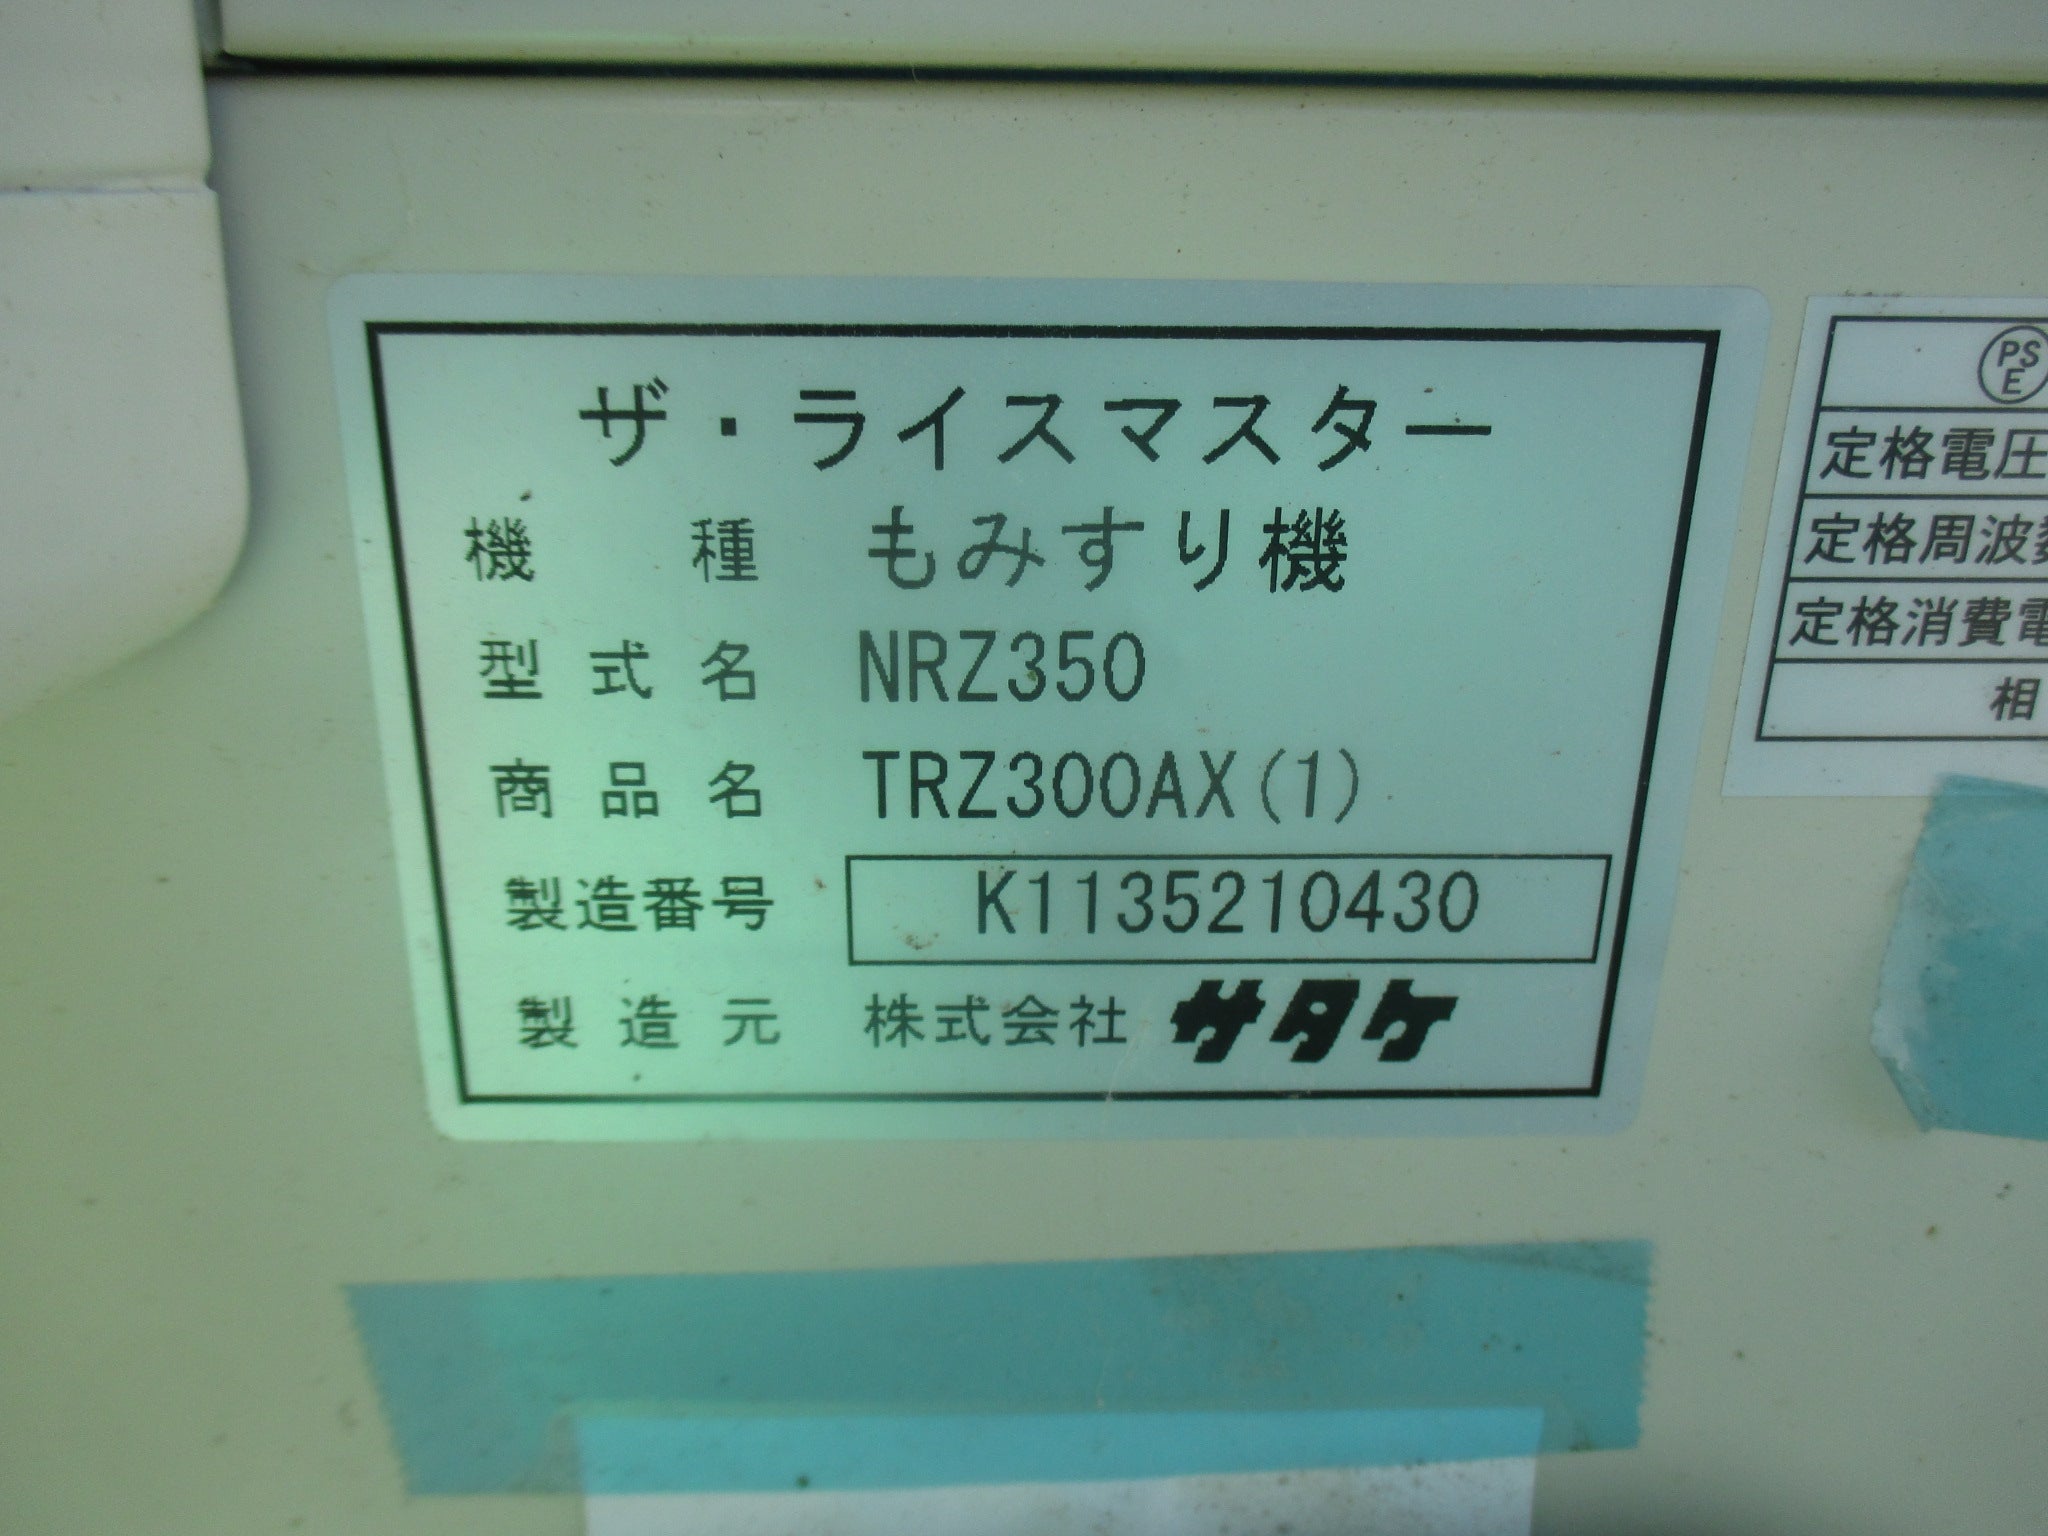 ザ・ライスマスター
機種 もみすり機
型式名 NRZ350
商品名 TRZ300AX(1)
製造番号 K1135210430
製造元 株式会社 サタケ
PSE
定格電圧
定格周波数
定格消費電
相